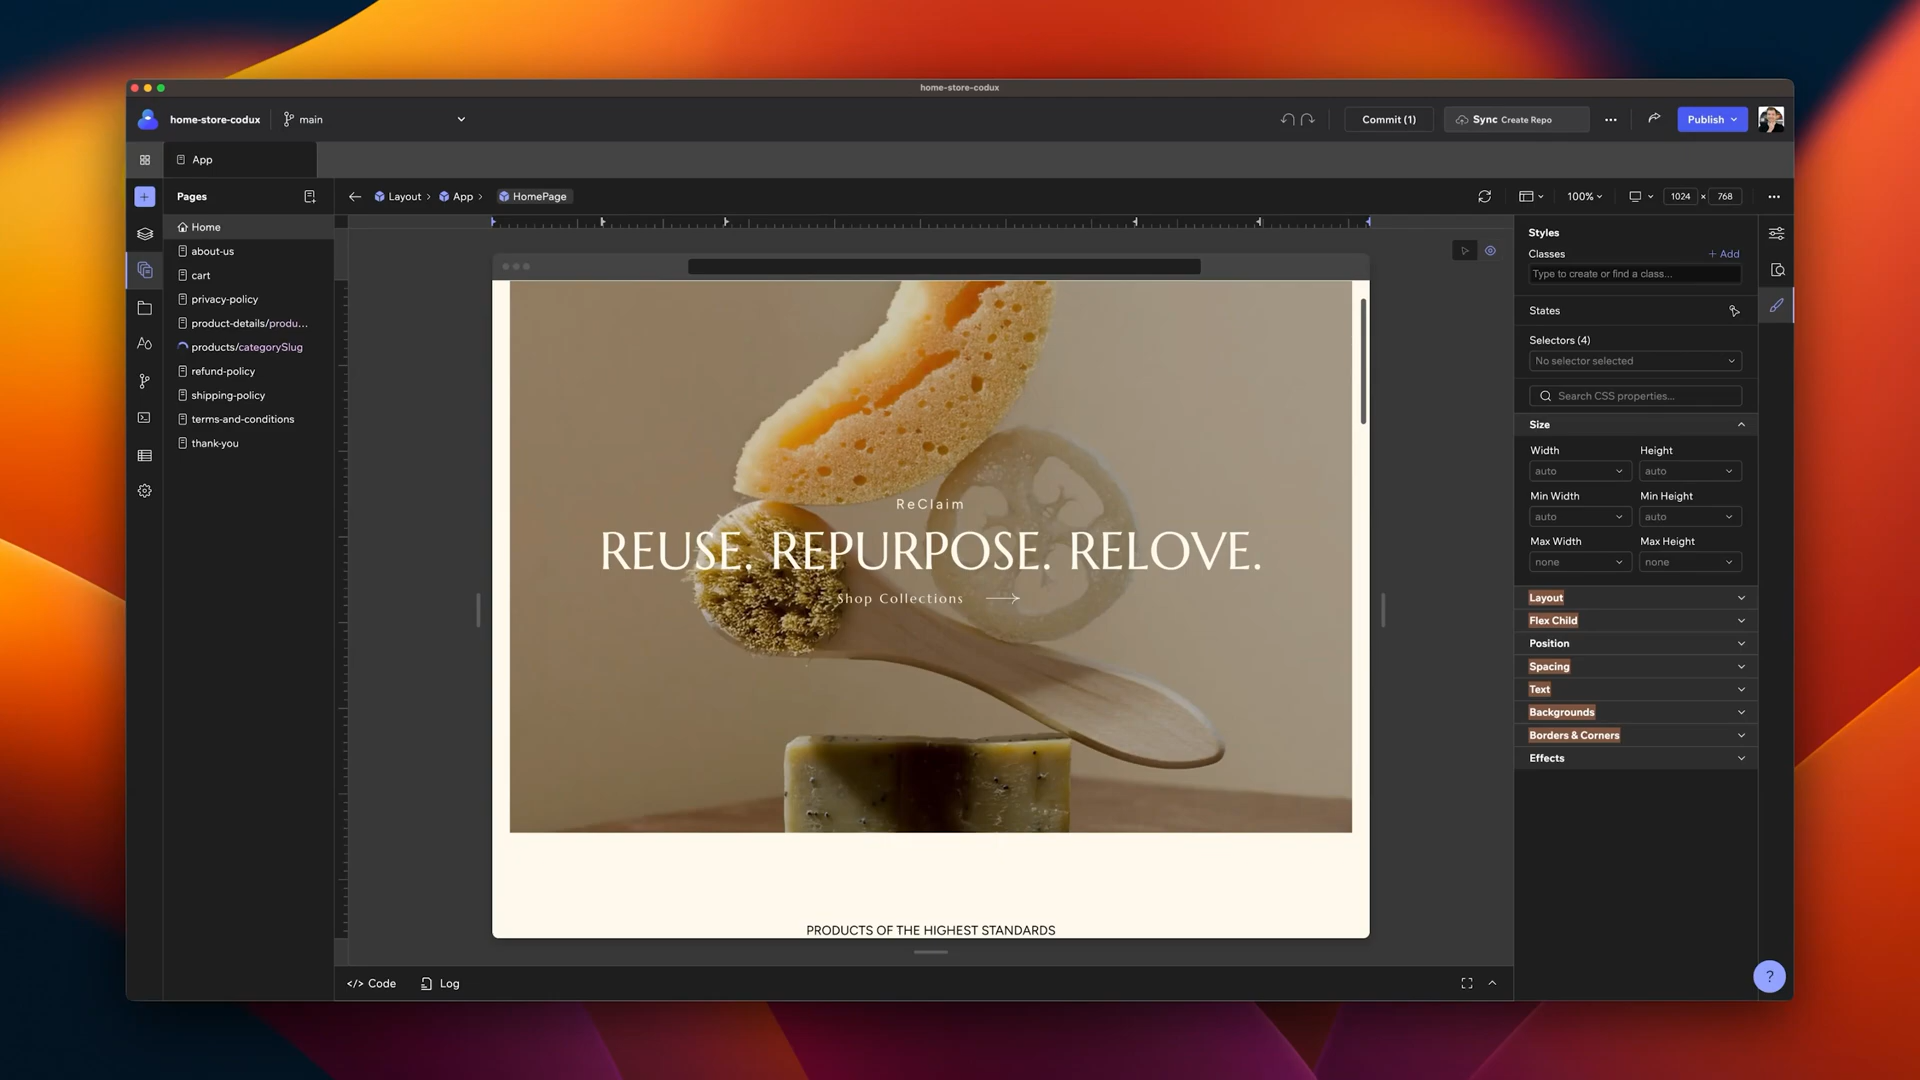 home-store-codux
home-store-codux
main
Commit (1)
Sync Create Repo
Publish
App
Pages
Layout
App
HomePage
100%
1024 × 768
Home
about-us
cart
privacy-policy
product-details/produ...
products/categorySlug
refund-policy
shipping-policy
terms-and-conditions
thank-you
ReClaim
REUSE. REPURPOSE. RELOVE.
Shop Collections
PRODUCTS OF THE HIGHEST STANDARDS
Styles
Classes
+ Add
Type to create or find a class...
States
Selectors (4)
No selector selected
Search CSS properties...
Size
Width Height
auto auto
Min Width Min Height
auto auto
Max Width Max Height
none none
Layout
Flex Child
Position
Spacing
Text
Backgrounds
Borders & Corners
Effects
</> Code
Log
?